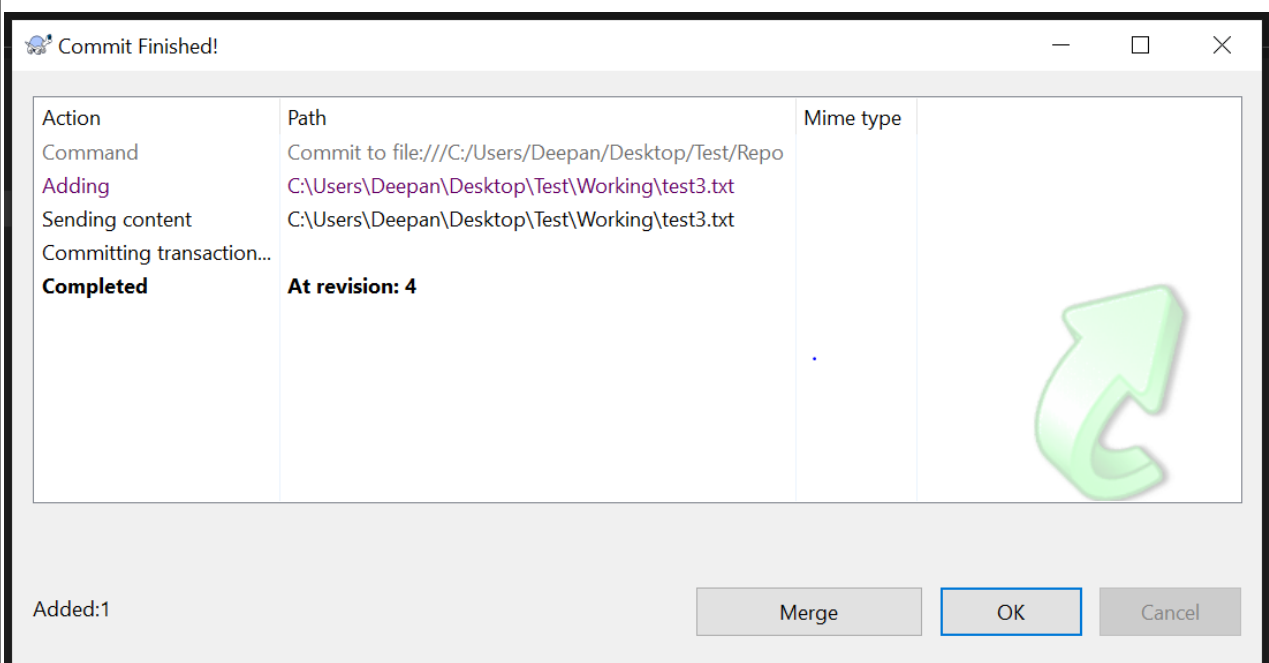 Commit Finished!
Action Path Mime type
Command Commit to file:///C:/Users/Deepan/Desktop/Test/Repo
Adding C:\Users\Deepan\Desktop\Test\Working\test3.txt
Sending content C:\Users\Deepan\Desktop\Test\Working\test3.txt
Committing transaction...
Completed At revision: 4
Added:1 Merge OK Cancel